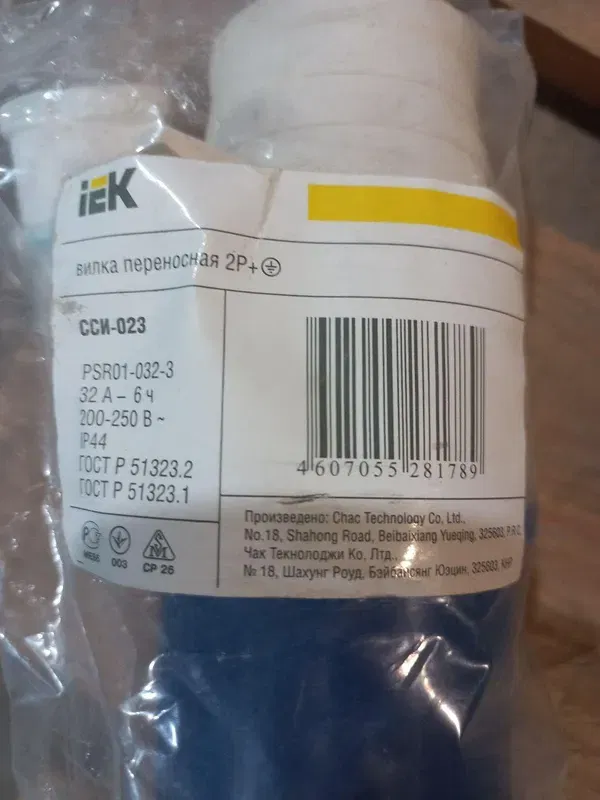 iEK
вилка переносная 2P+
ССИ-023
PSR01-032-3
32 А – 6 ч
200-250 В ~
IP44
ГОСТ Р 51323.2
ГОСТ Р 51323.1
4 607055 281789
Произведено: Chac Technology Co, Ltd.,
No.18, Shahong Road, Beibaixiang Yueqing, 325603, P.R.C.
Чак Текнолоджи Ко, Лтд.,
№ 18, Шахунг Роуд, Бэйбайсянг Юэцин, 325603, КНР
МЕ55 003 СР 26